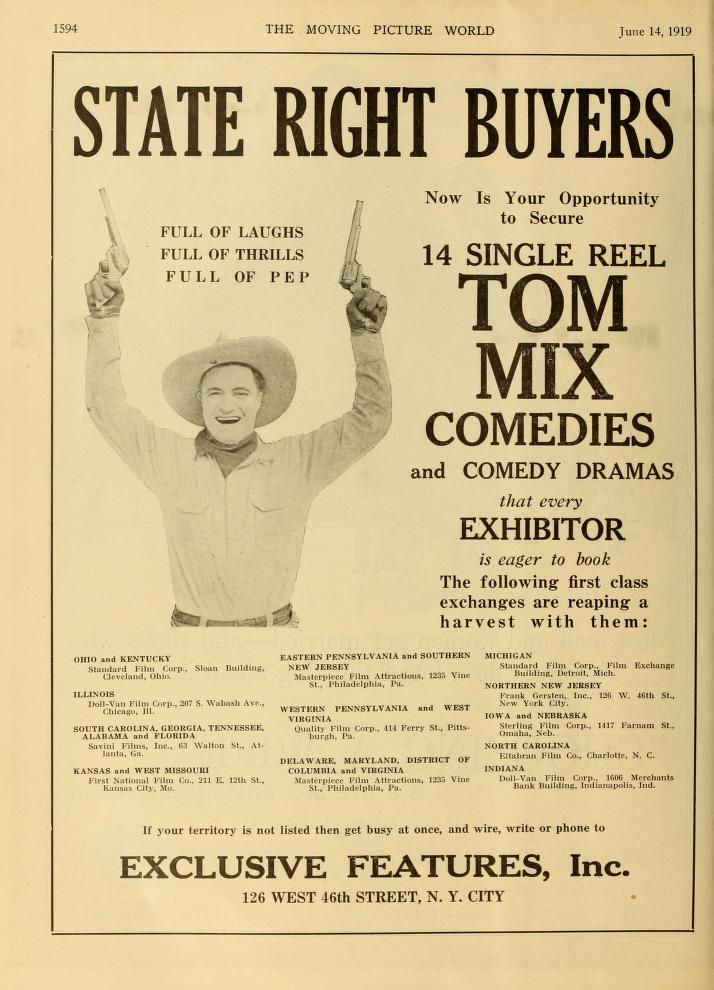 1594
THE MOVING PICTURE WORLD
June 14, 1919
STATE RIGHT BUYERS
FULL OF LAUGHS
FULL OF THRILLS
FULL OF PEP
Now Is Your Opportunity
to Secure
14 SINGLE REEL
TOM
MIX
COMEDIES
and COMEDY DRAMAS
that every
EXHIBITOR
is eager to book
The following first class
exchanges are reaping a
harvest with them:
OHIO and KENTUCKY
Standard Film Corp., Sloan Building,
Cleveland, Ohio.
ILLINOIS
Doll-Van Film Corp., 207 S. Wabash Ave.,
Chicago, Ill.
SOUTH CAROLINA, GEORGIA, TENNESSEE,
ALABAMA and FLORIDA
Savini Films, Inc., 63 Walton St., At-
lanta, Ga.
KANSAS and WEST MISSOURI
First National Film Co., 211 E. 12th St.,
Kansas City, Mo.
EASTERN PENNSYLVANIA and SOUTHERN
NEW JERSEY
Masterpiece Film Attractions, 1235 Vine
St., Philadelphia, Pa.
WESTERN PENNSYLVANIA and WEST
VIRGINIA
Quality Film Corp., 414 Ferry St., Pitts-
burgh, Pa.
DELAWARE, MARYLAND, DISTRICT OF
COLUMBIA and VIRGINIA
Masterpiece Film Attractions, 1235 Vine
St., Philadelphia, Pa.
MICHIGAN
Standard Film Corp., Film Exchange
Building, Detroit, Mich.
NORTHERN NEW JERSEY
Frank Gersten, Inc., 126 W. 46th St.,
New York City.
IOWA and NEBRASKA
Sterling Film Corp., 1417 Farnam St.,
Omaha, Neb.
NORTH CAROLINA
Eltabran Film Co., Charlotte, N. C.
INDIANA
Doll-Van Film Corp., 1606 Merchants
Bank Building, Indianapolis, Ind.
If your territory is not listed then get busy at once, and wire, write or phone to
EXCLUSIVE FEATURES, Inc.
126 WEST 46th STREET, N. Y. CITY